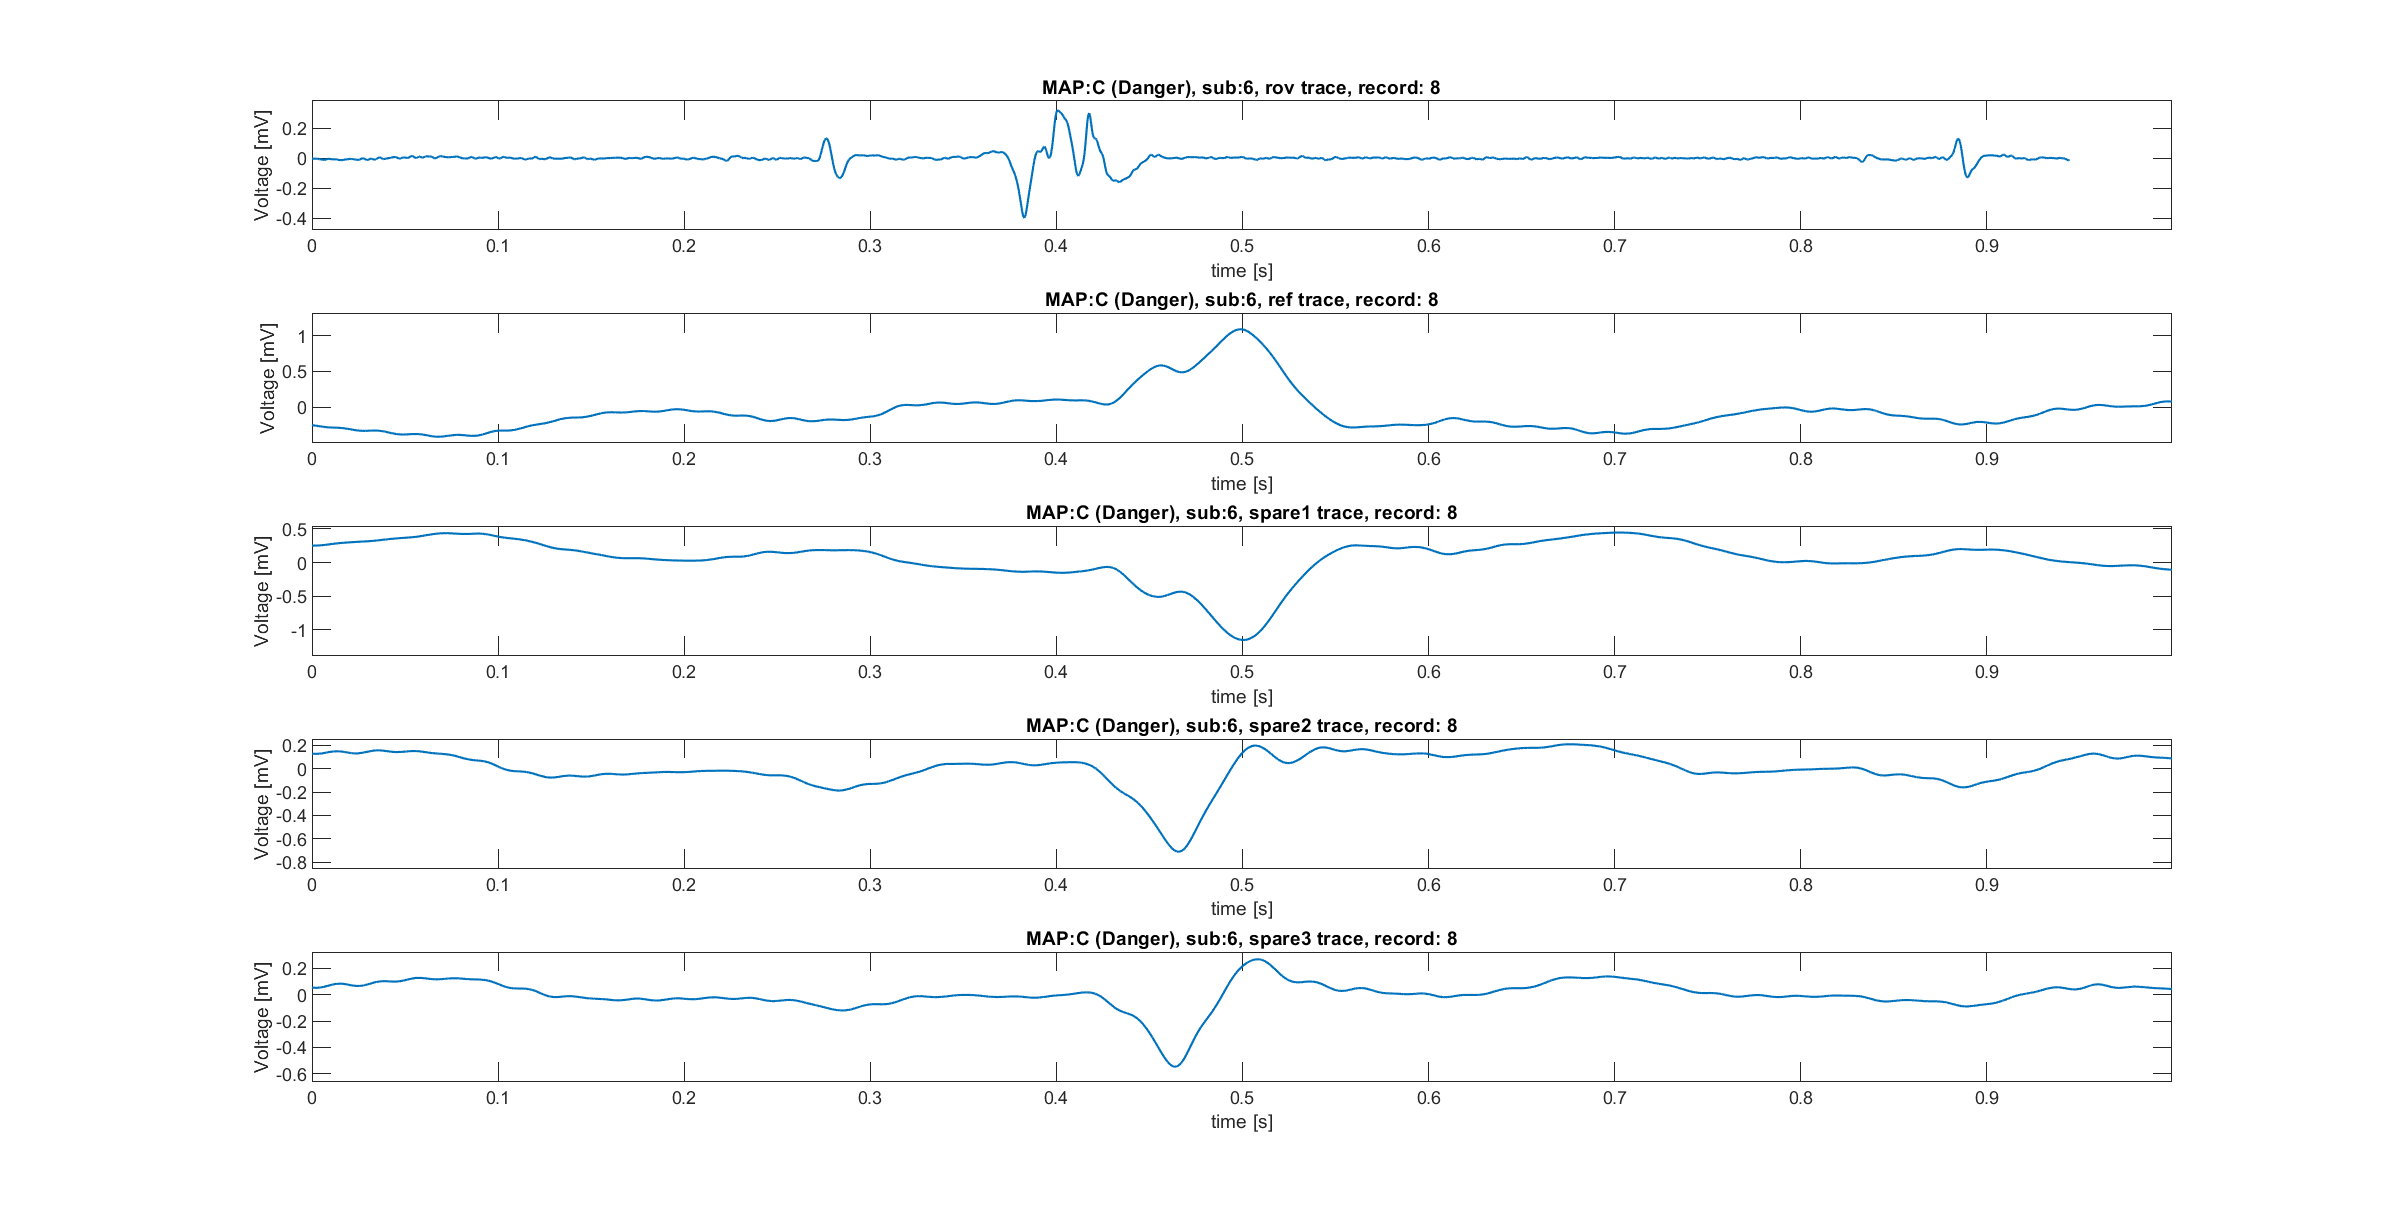 MAP:C (Danger), sub:6, rov trace, record: 8
Voltage [mV]
0.2
0
-0.2
-0.4
0 0.1 0.2 0.3 0.4 0.5 0.6 0.7 0.8 0.9
time [s]
MAP:C (Danger), sub:6, ref trace, record: 8
Voltage [mV]
1
0.5
0
0 0.1 0.2 0.3 0.4 0.5 0.6 0.7 0.8 0.9
time [s]
MAP:C (Danger), sub:6, spare1 trace, record: 8
Voltage [mV]
0.5
0
-0.5
-1
0 0.1 0.2 0.3 0.4 0.5 0.6 0.7 0.8 0.9
time [s]
MAP:C (Danger), sub:6, spare2 trace, record: 8
Voltage [mV]
0.2
0
-0.2
-0.4
-0.6
-0.8
0 0.1 0.2 0.3 0.4 0.5 0.6 0.7 0.8 0.9
time [s]
MAP:C (Danger), sub:6, spare3 trace, record: 8
Voltage [mV]
0.2
0
-0.2
-0.4
-0.6
0 0.1 0.2 0.3 0.4 0.5 0.6 0.7 0.8 0.9
time [s]